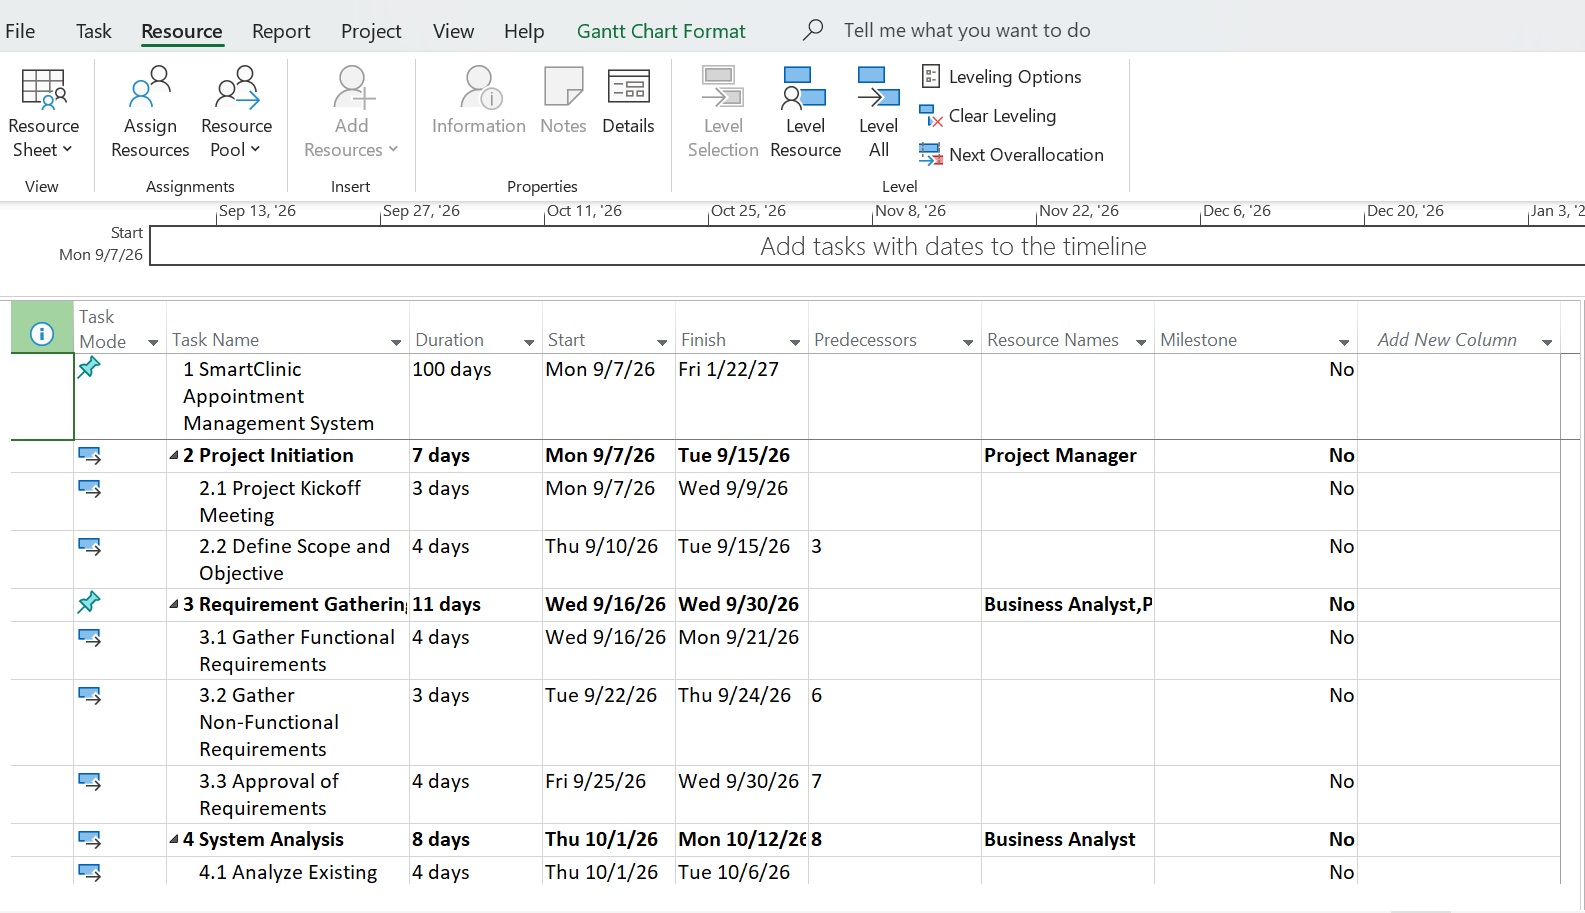 File Task Resource Report Project View Help Gantt Chart Format Tell me what you want to do
Resource Sheet
Assign Resources
Resource Pool
Add Resources
Information
Notes
Details
Level Selection
Level Resource
Level All
Leveling Options
Clear Leveling
Next Overallocation
View Assignments Insert Properties Level
Sep 13, '26 Sep 27, '26 Oct 11, '26 Oct 25, '26 Nov 8, '26 Nov 22, '26 Dec 6, '26 Dec 20, '26 Jan 3, '2
Start
Mon 9/7/26
Add tasks with dates to the timeline
Task Mode Task Name Duration Start Finish Predecessors Resource Names Milestone Add New Column
1 SmartClinic Appointment Management System 100 days Mon 9/7/26 Fri 1/22/27 No
2 Project Initiation 7 days Mon 9/7/26 Tue 9/15/26 Project Manager No
2.1 Project Kickoff Meeting 3 days Mon 9/7/26 Wed 9/9/26 No
2.2 Define Scope and Objective 4 days Thu 9/10/26 Tue 9/15/26 3 No
3 Requirement Gathering 11 days Wed 9/16/26 Wed 9/30/26 Business Analyst,P No
3.1 Gather Functional Requirements 4 days Wed 9/16/26 Mon 9/21/26 No
3.2 Gather Non-Functional Requirements 3 days Tue 9/22/26 Thu 9/24/26 6 No
3.3 Approval of Requirements 4 days Fri 9/25/26 Wed 9/30/26 7 No
4 System Analysis 8 days Thu 10/1/26 Mon 10/12/26 8 Business Analyst No
4.1 Analyze Existing 4 days Thu 10/1/26 Tue 10/6/26 No